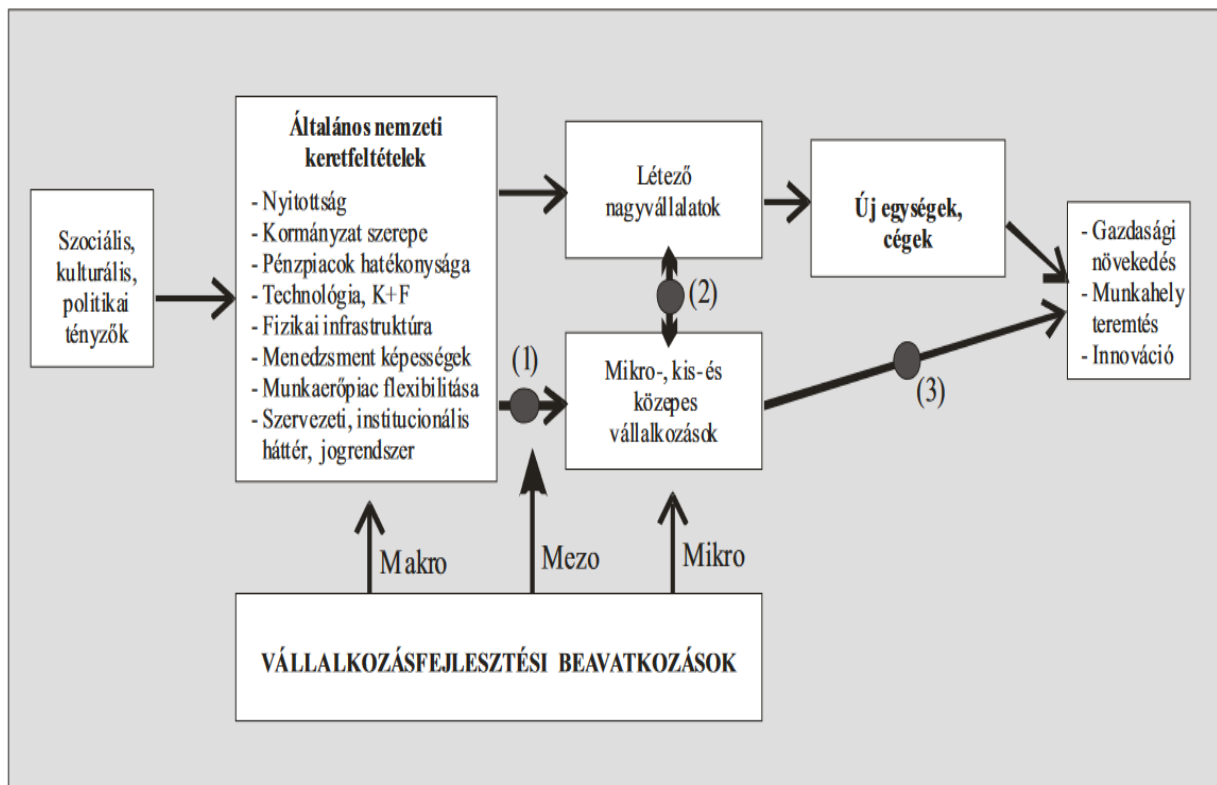 Szociális,
kulturális,
politikai
tényzők
Általános nemzeti
keretfeltételek
- Nyitottság
- Kormányzat szerepe
- Pénzpiacok hatékonysága
- Technológia, K+F
- Fizikai infrastruktúra
- Menedzsment képességek
- Munkaerőpiac flexibilitása
- Szervezeti, institucionális
háttér, jogrendszer
Létező
nagyvállalatok
Új egységek,
cégek
- Gazdasági
növekedés
- Munkahely
teremtés
- Innováció
(2)
(1)
Mikro-, kis- és
közepes
vállalkozások
(3)
Makro
Mezo
Mikro
VÁLLALKOZÁSFEJLESZTÉSI BEAVATKOZÁSOK